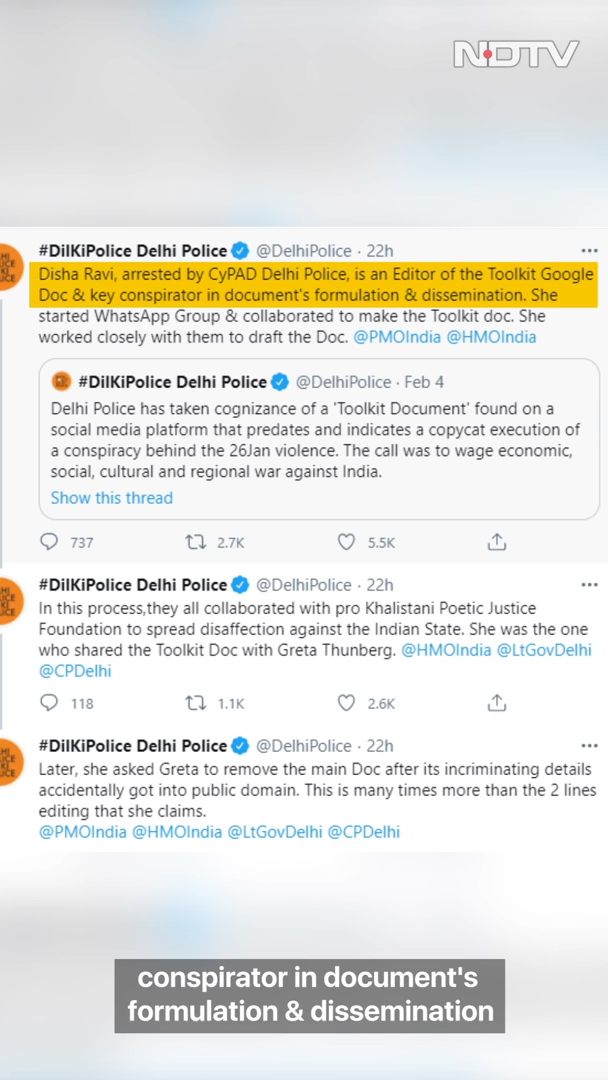 NDTV
#DilKiPolice Delhi Police @DelhiPolice · 22h
Disha Ravi, arrested by CyPAD Delhi Police, is an Editor of the Toolkit Google
Doc & key conspirator in document's formulation & dissemination. She
started WhatsApp Group & collaborated to make the Toolkit doc. She
worked closely with them to draft the Doc. @PMOIndia @HMOIndia
#DilKiPolice Delhi Police @DelhiPolice · Feb 4
Delhi Police has taken cognizance of a 'Toolkit Document' found on a
social media platform that predates and indicates a copycat execution of
a conspiracy behind the 26Jan violence. The call was to wage economic,
social, cultural and regional war against India.
Show this thread
737 2.7K 5.5K
#DilKiPolice Delhi Police @DelhiPolice · 22h
In this process,they all collaborated with pro Khalistani Poetic Justice
Foundation to spread disaffection against the Indian State. She was the one
who shared the Toolkit Doc with Greta Thunberg. @HMOIndia @LtGovDelhi
@CPDelhi
118 1.1K 2.6K
#DilKiPolice Delhi Police @DelhiPolice · 22h
Later, she asked Greta to remove the main Doc after its incriminating details
accidentally got into public domain. This is many times more than the 2 lines
editing that she claims.
@PMOIndia @HMOIndia @LtGovDelhi @CPDelhi
conspirator in document's
formulation & dissemination